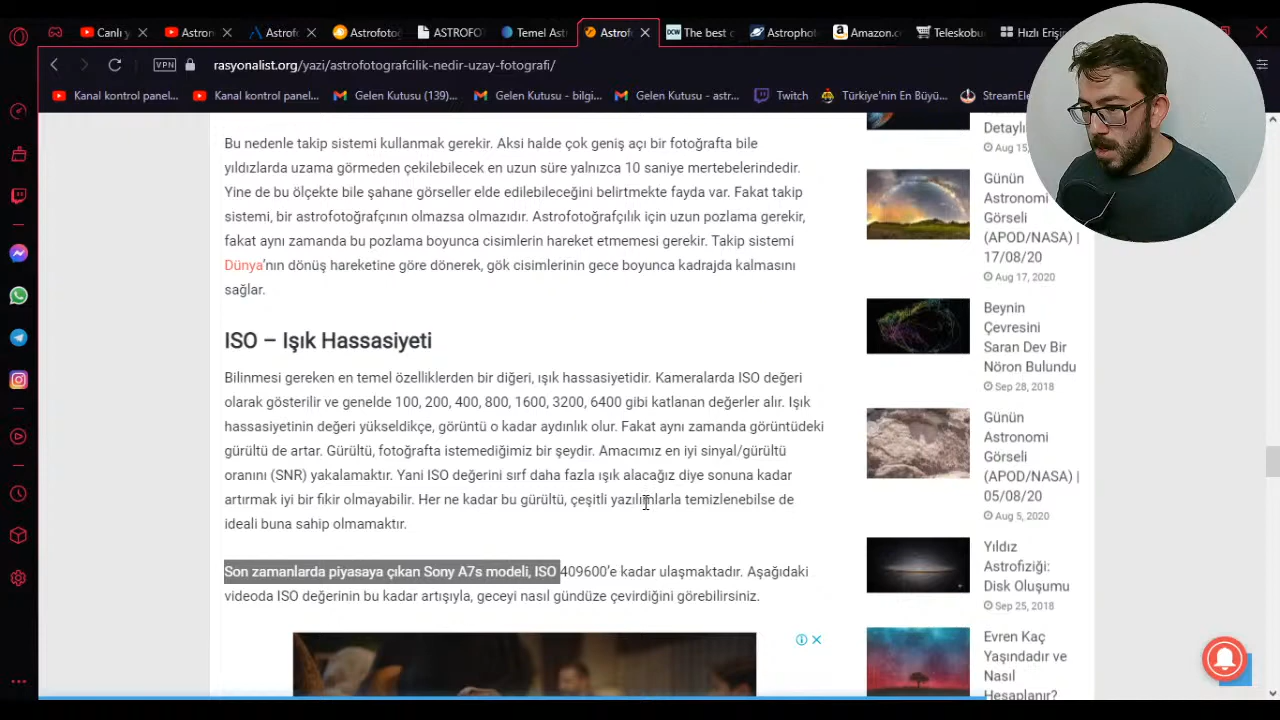 Canlı y
Astron
Astrofo
Astrofotog
ASTROFO
Temel Ast
Astrof
DCW
The best c
Astrophot
Amazon.c
Teleskobu
Hızlı Erişin
VPN
rasyonalist.org/yazi/astrofotografcilik-nedir-uzay-fotografi/
Kanal kontrol panel...
Kanal kontrol panel...
Gelen Kutusu (139)...
Gelen Kutusu - bilgi...
Gelen Kutusu - astr...
Twitch
Türkiye'nin En Büyü...
StreamEle
Bu nedenle takip sistemi kullanmak gerekir. Aksi halde çok geniş açı bir fotoğrafta bile
yıldızlarda uzama görmeden çekilebilecek en uzun süre yalnızca 10 saniye mertebelerindedir.
Yine de bu ölçekte bile şahane görseller elde edilebileceğini belirtmekte fayda var. Fakat takip
sistemi, bir astrofotoğrafçının olmazsa olmazıdır. Astrofotoğrafçılık için uzun pozlama gerekir,
fakat aynı zamanda bu pozlama boyunca cisimlerin hareket etmemesi gerekir. Takip sistemi
Dünya'nın dönüş hareketine göre dönerek, gök cisimlerinin gece boyunca kadrajda kalmasını
sağlar.
ISO – Işık Hassasiyeti
Bilinmesi gereken en temel özelliklerden bir diğeri, ışık hassasiyetidir. Kameralarda ISO değeri
olarak gösterilir ve genelde 100, 200, 400, 800, 1600, 3200, 6400 gibi katlanan değerler alır. Işık
hassasiyetinin değeri yükseldikçe, görüntü o kadar aydınlık olur. Fakat aynı zamanda görüntüdeki
gürültü de artar. Gürültü, fotoğrafta istemediğimiz bir şeydir. Amacımız en iyi sinyal/gürültü
oranını (SNR) yakalamaktır. Yani ISO değerini sırf daha fazla ışık alacağız diye sonuna kadar
artırmak iyi bir fikir olmayabilir. Her ne kadar bu gürültü, çeşitli yazılımlarla temizlenebilse de
ideali buna sahip olmamaktır.
Son zamanlarda piyasaya çıkan Sony A7s modeli, ISO 409600'e kadar ulaşmaktadır. Aşağıdaki
videoda ISO değerinin bu kadar artışıyla, geceyi nasıl gündüze çevirdiğini görebilirsiniz.
Detaylı
Aug 15,
Günün
Astronomi
Görseli
(APOD/NASA) |
17/08/20
Aug 17, 2020
Beynin
Çevresini
Saran Dev Bir
Nöron Bulundu
Sep 28, 2018
Günün
Astronomi
Görseli
(APOD/NASA) |
05/08/20
Aug 5, 2020
Yıldız
Astrofiziği:
Disk Oluşumu
Sep 25, 2018
Evren Kaç
Yaşındadır ve
Nasıl
Hesaplanır?